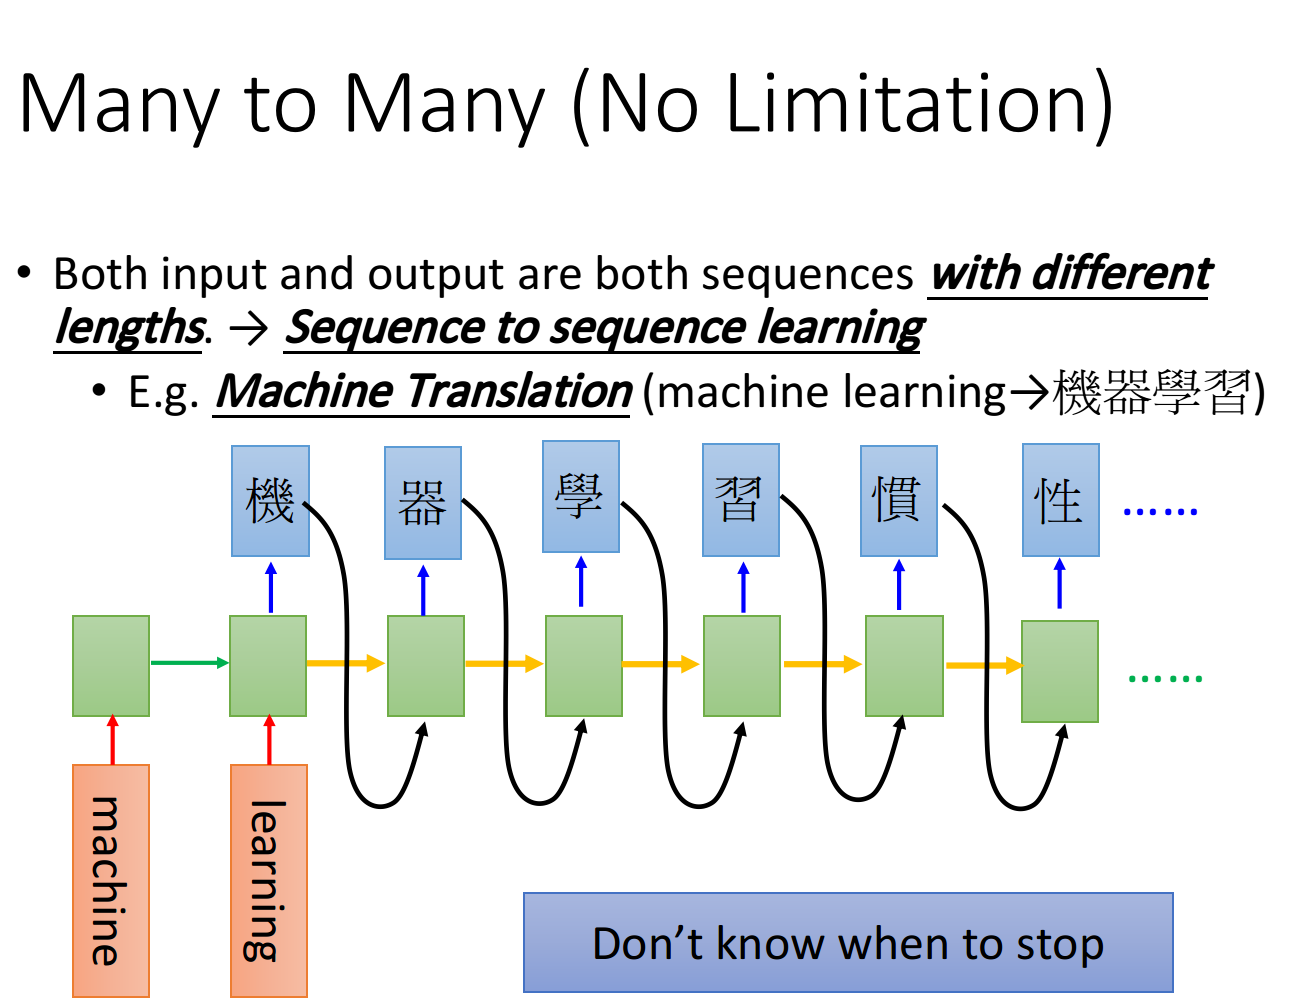 Many to Many (No Limitation)
• Both input and output are both sequences with different
lengths. → Sequence to sequence learning
• E.g. Machine Translation (machine learning→機器學習)
機 器 學 習 慣 性 ……
……
machine learning
Don't know when to stop